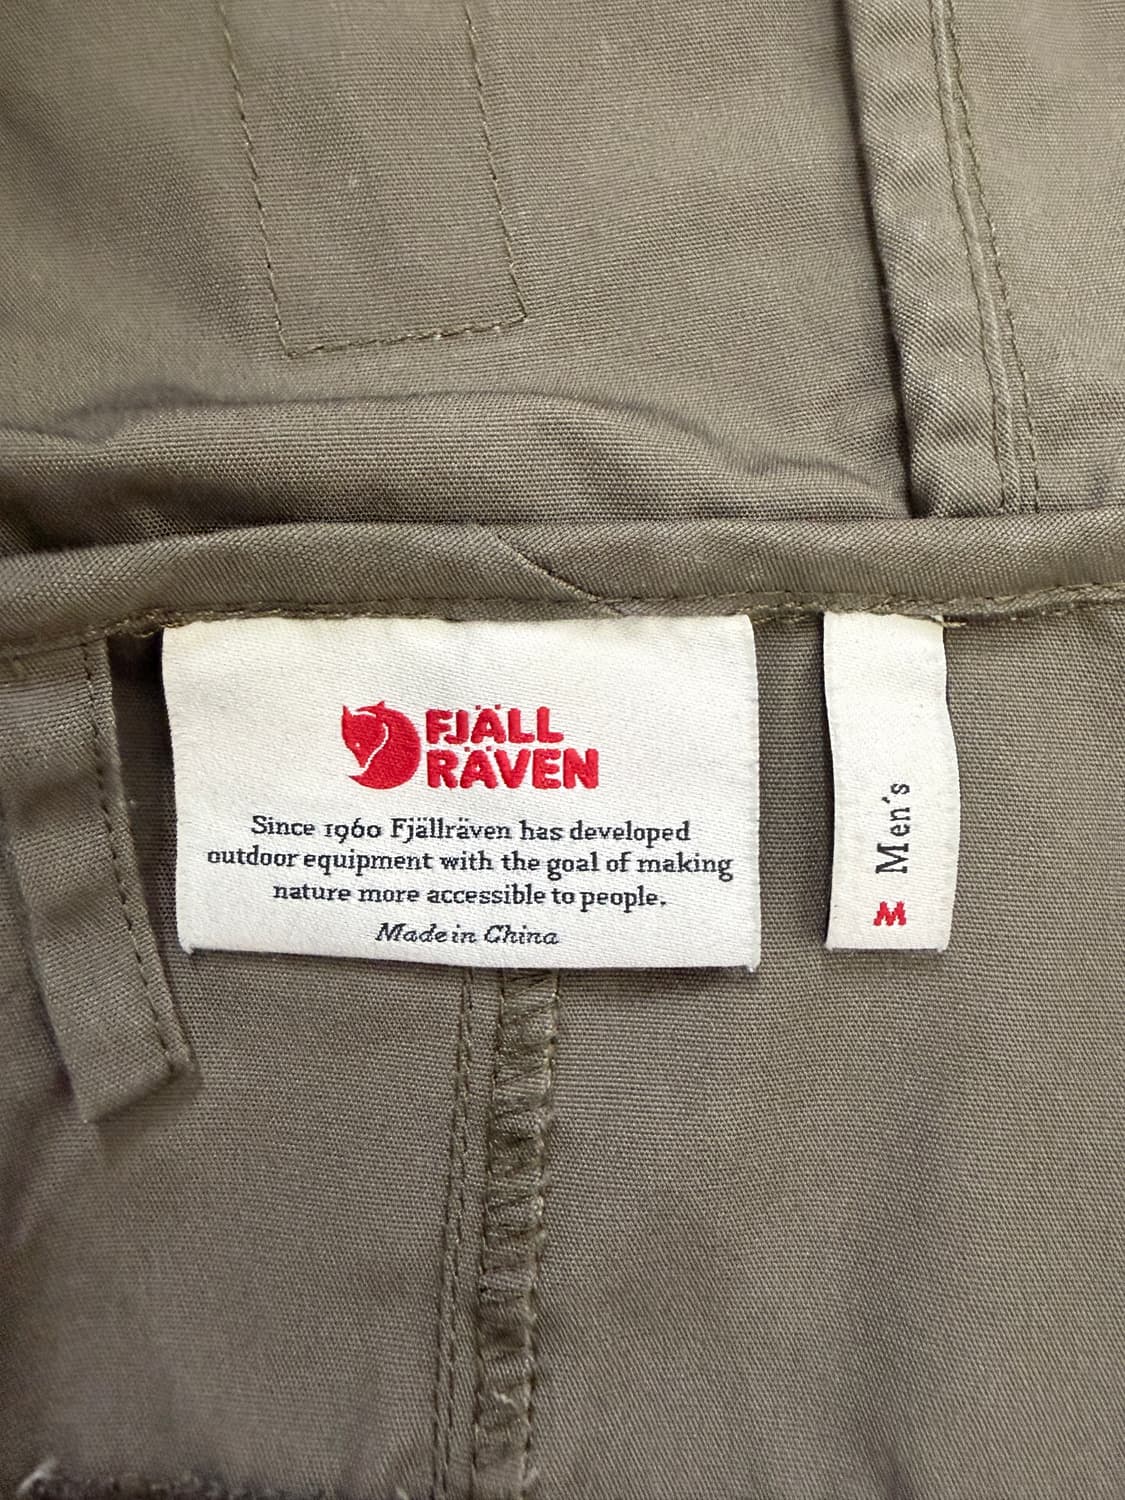 FJÄLL
RÄVEN
Since 1960 Fjällräven has developed
outdoor equipment with the goal of making
nature more accessible to people.
Made in China
M Men´s